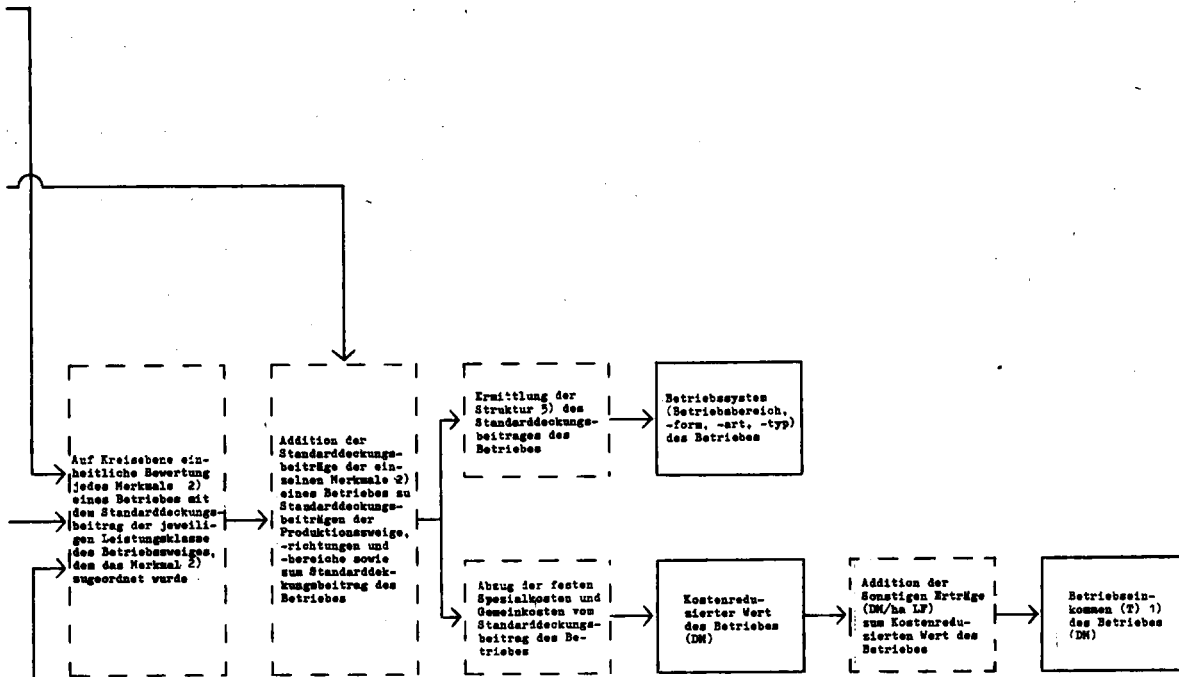 Auf Kreisebene ein-
heitliche Bewertung
jedes Merkmals 2)
eines Betriebes mit
dem Standarddeckungs-
beitrag der jeweili-
gen Leistungsklasse
des Betriebszweiges,
dem das Merkmal 2)
zugeordnet wurde
Addition der
Standarddeckungs-
beiträge der ein-
zelnen Merkmale 2)
eines Betriebes zu
Standarddeckungs-
beiträgen der
Produktionszweige,
-richtungen und
-bereiche sowie
zum Standarddek-
kungsbeitrag des
Betriebes
Ermittlung der
Struktur 5) des
Standarddeckungs-
beitrages des
Betriebes
Betriebssystem
(Betriebsbereich,
-form, -art, -typ)
des Betriebes
Abzug der festen
Spezialkosten und
Gemeinkosten vom
Standarddeckungs-
beitrag des Be-
triebes
Kostenredu-
zierter Wert
des Betriebes
(DM)
Addition der
Sonstigen Erträge
(DM/ha LF)
zum Kostenredu-
zierten Wert des
Betriebes
Betriebsein-
kommen (T) 1)
des Betriebes
(DM)